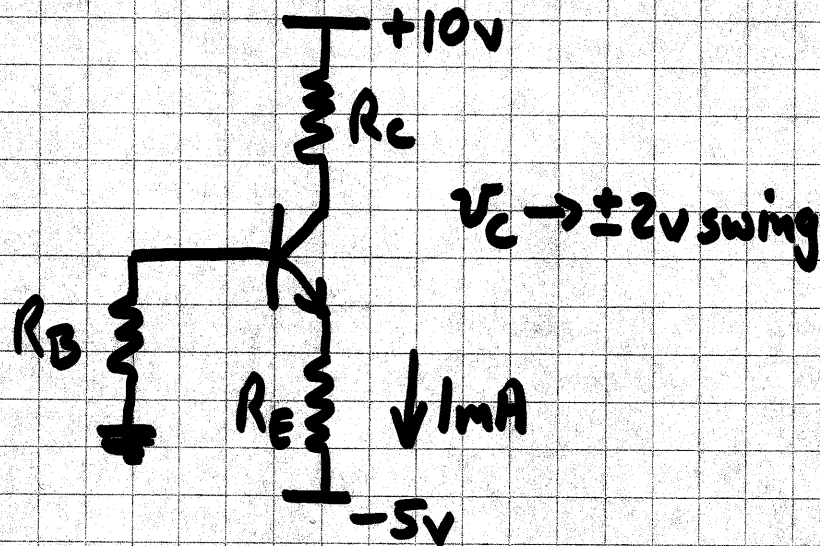 +10v
Rc
vc → ±2v swing
RB
RE
1mA
-5v